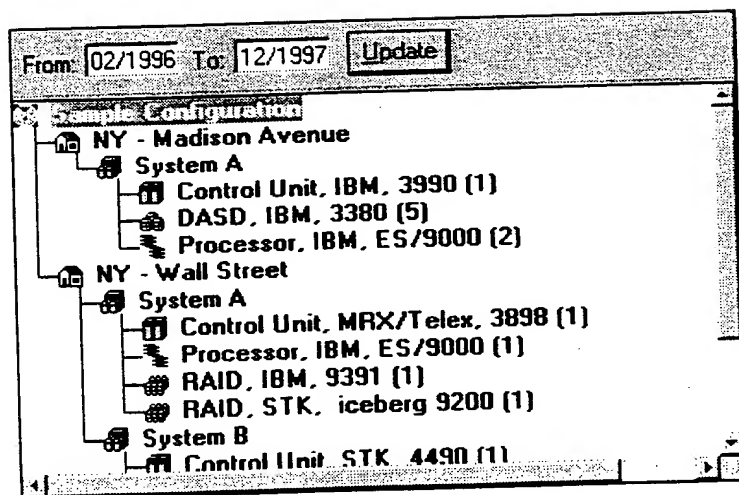 From: 02/1996 To: 12/1997 Update
Sample Configuration
NY - Madison Avenue
System A
Control Unit, IBM, 3990 (1)
DASD, IBM, 3380 (5)
Processor, IBM, ES/9000 (2)
NY - Wall Street
System A
Control Unit, MRX/Telex, 3898 (1)
Processor, IBM, ES/9000 (1)
RAID, IBM, 9391 (1)
RAID, STK, iceberg 9200 (1)
System B
Control Unit, STK, 4490 (1)